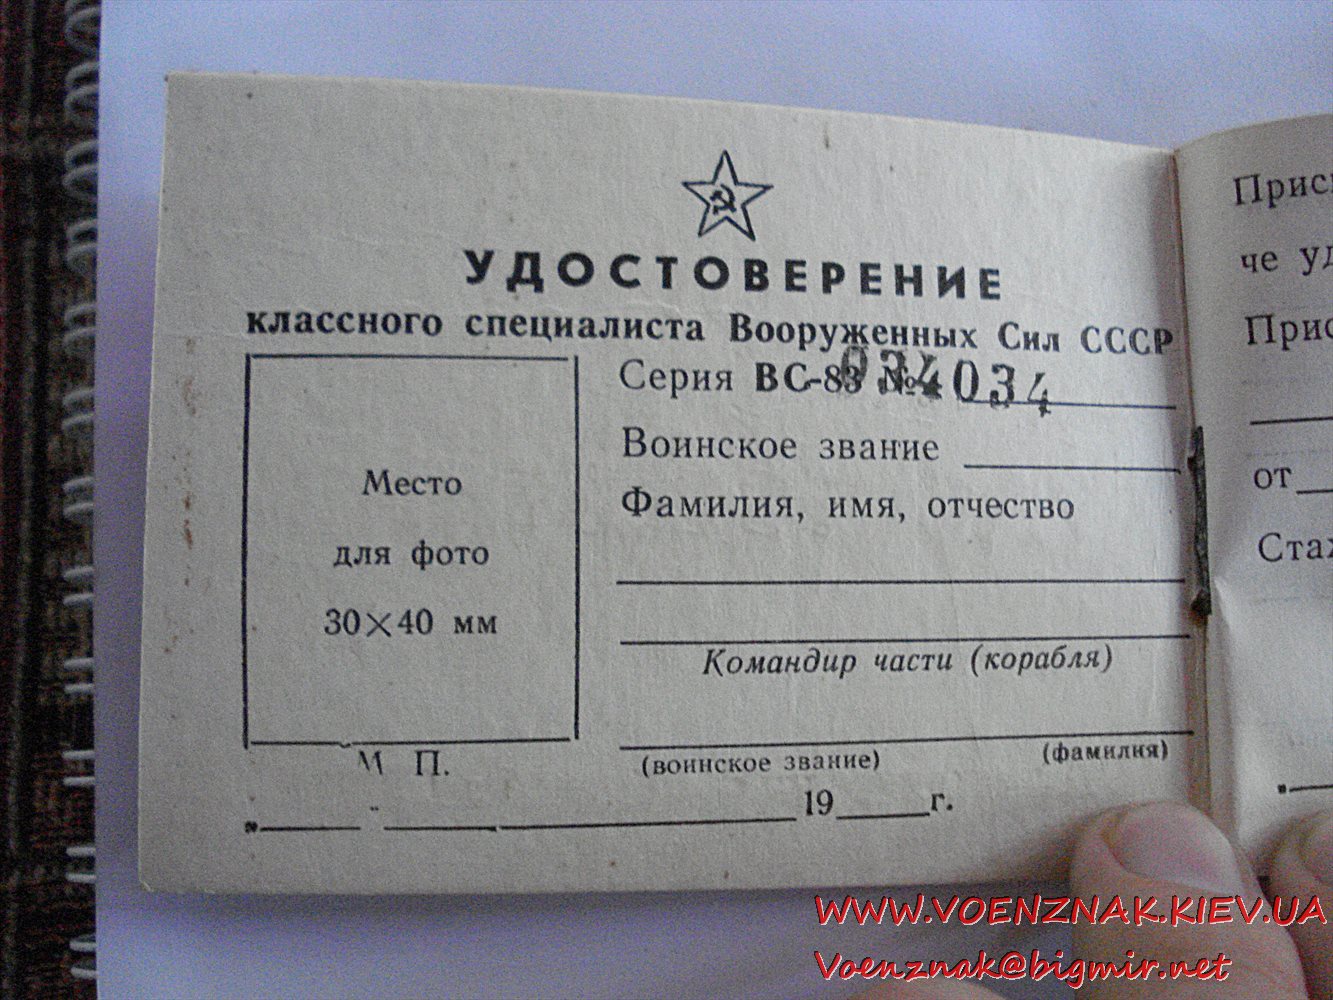 УДОСТОВЕРЕНИЕ
классного специалиста Вооруженных Сил СССР
Серия ВС-83 № 4034
Воинское звание
Фамилия, имя, отчество
Место
для фото
30×40 мм
Командир части (корабля)
М П.
(воинское звание) (фамилия)
19 г.
Прис
че уд
Прис
от
Стаж
WWW.VOENZNAK.KIEV.UA
Voenznak@bigmir.net